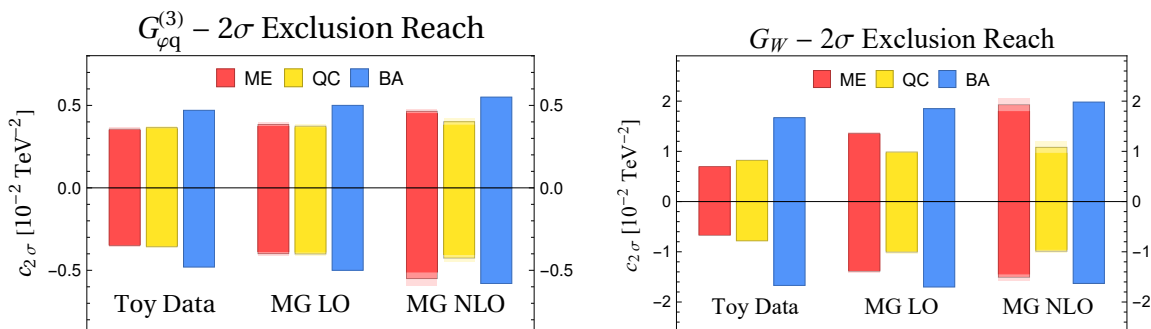 G_{φq}^{(3)} – 2σ Exclusion Reach
ME QC BA
c_{2σ} [10^{-2} TeV^{-2}]
0.5 0.5
0.0 0.0
−0.5 −0.5
Toy Data MG LO MG NLO
G_W – 2σ Exclusion Reach
ME QC BA
c_{2σ} [10^{-2} TeV^{-2}]
2 2
1 1
0 0
−1 −1
−2 −2
Toy Data MG LO MG NLO